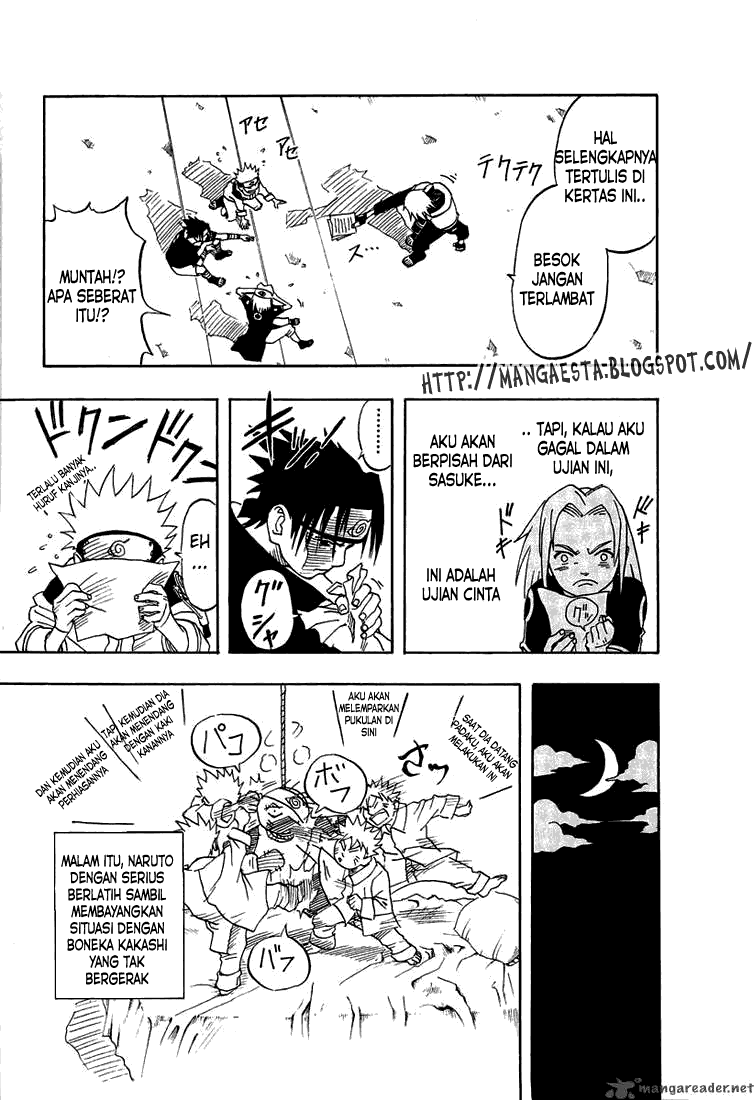 HAL
SELENGKAPNYA
TERTULIS DI
KERTAS INI..
BESOK
JANGAN
TERLAMBAT
テクテク
ス…
アセ
アセ
MUNTAH!?
APA SEBERAT
ITU!?
HTTP://MANGAESTA.BLOGSPOT.COM/
.. TAPI, KALAU AKU
GAGAL DALAM
UJIAN INI,
AKU AKAN
BERPISAH DARI
SASUKE...
INI ADALAH
UJIAN CINTA
ドキ
ドキ
グッ
........
グシャ
ドクンドクン
EH
...
TERLALU BANYAK
HURUF KANJINYA..
SAAT DIA DATANG
PADAKU, AKU AKAN
MELAKUKAN INI
AKU AKAN
MELEMPARKAN
PUKULAN DI
SINI
TAPI KEMUDIAN DIA
AKAN MENENDANG
DENGAN KAKI
KANANNYA
DAN KEMUDIAN AKU
AKAN MENENDANG
PERHIASANNYA
パコ
ボフ
さっ
バフ
MALAM ITU, NARUTO
DENGAN SERIUS
BERLATIH SAMBIL
MEMBAYANGKAN
SITUASI DENGAN
BONEKA KAKASHI
YANG TAK
BERGERAK
mangareader.net